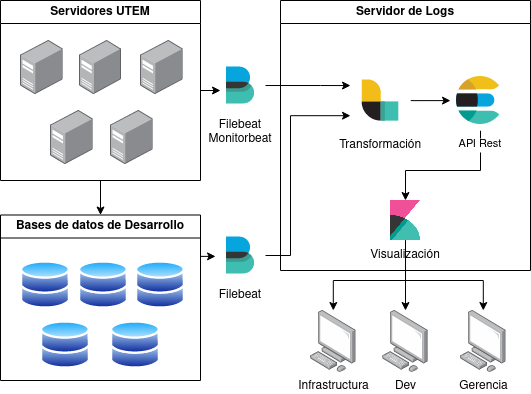 Servidores UTEM
Servidor de Logs
Filebeat
Monitorbeat
Transformación
API Rest
Bases de datos de Desarrollo
Filebeat
Visualización
Infrastructura
Dev
Gerencia